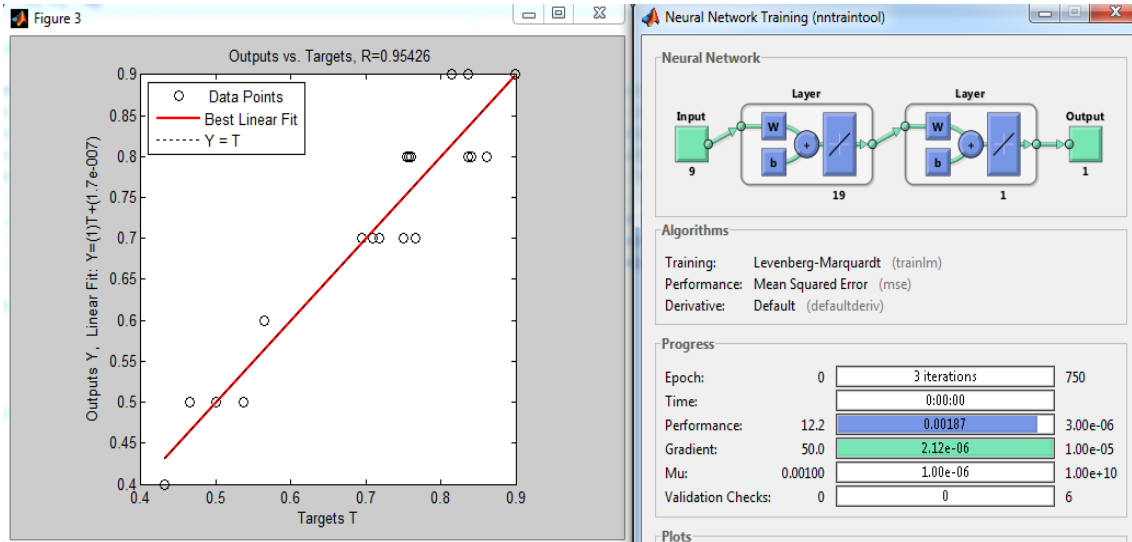 Figure 3
Outputs vs. Targets, R=0.95426
Data Points
Best Linear Fit
Y = T
0.9
0.85
0.8
0.75
0.7
0.65
0.6
0.55
0.5
0.45
0.4
0.4 0.5 0.6 0.7 0.8 0.9
Outputs Y, Linear Fit: Y=(1)T+(1.7e-007)
Targets T
Neural Network Training (nntraintool)
Neural Network
Layer Layer
Input Output
W W
b b
+ +
9 19 1 1
Algorithms
Training: Levenberg-Marquardt (trainlm)
Performance: Mean Squared Error (mse)
Derivative: Default (defaultderiv)
Progress
Epoch: 0 3 iterations 750
Time: 0:00:00
Performance: 12.2 0.00187 3.00e-06
Gradient: 50.0 2.12e-06 1.00e-05
Mu: 0.00100 1.00e-06 1.00e+10
Validation Checks: 0 0 6
Plots